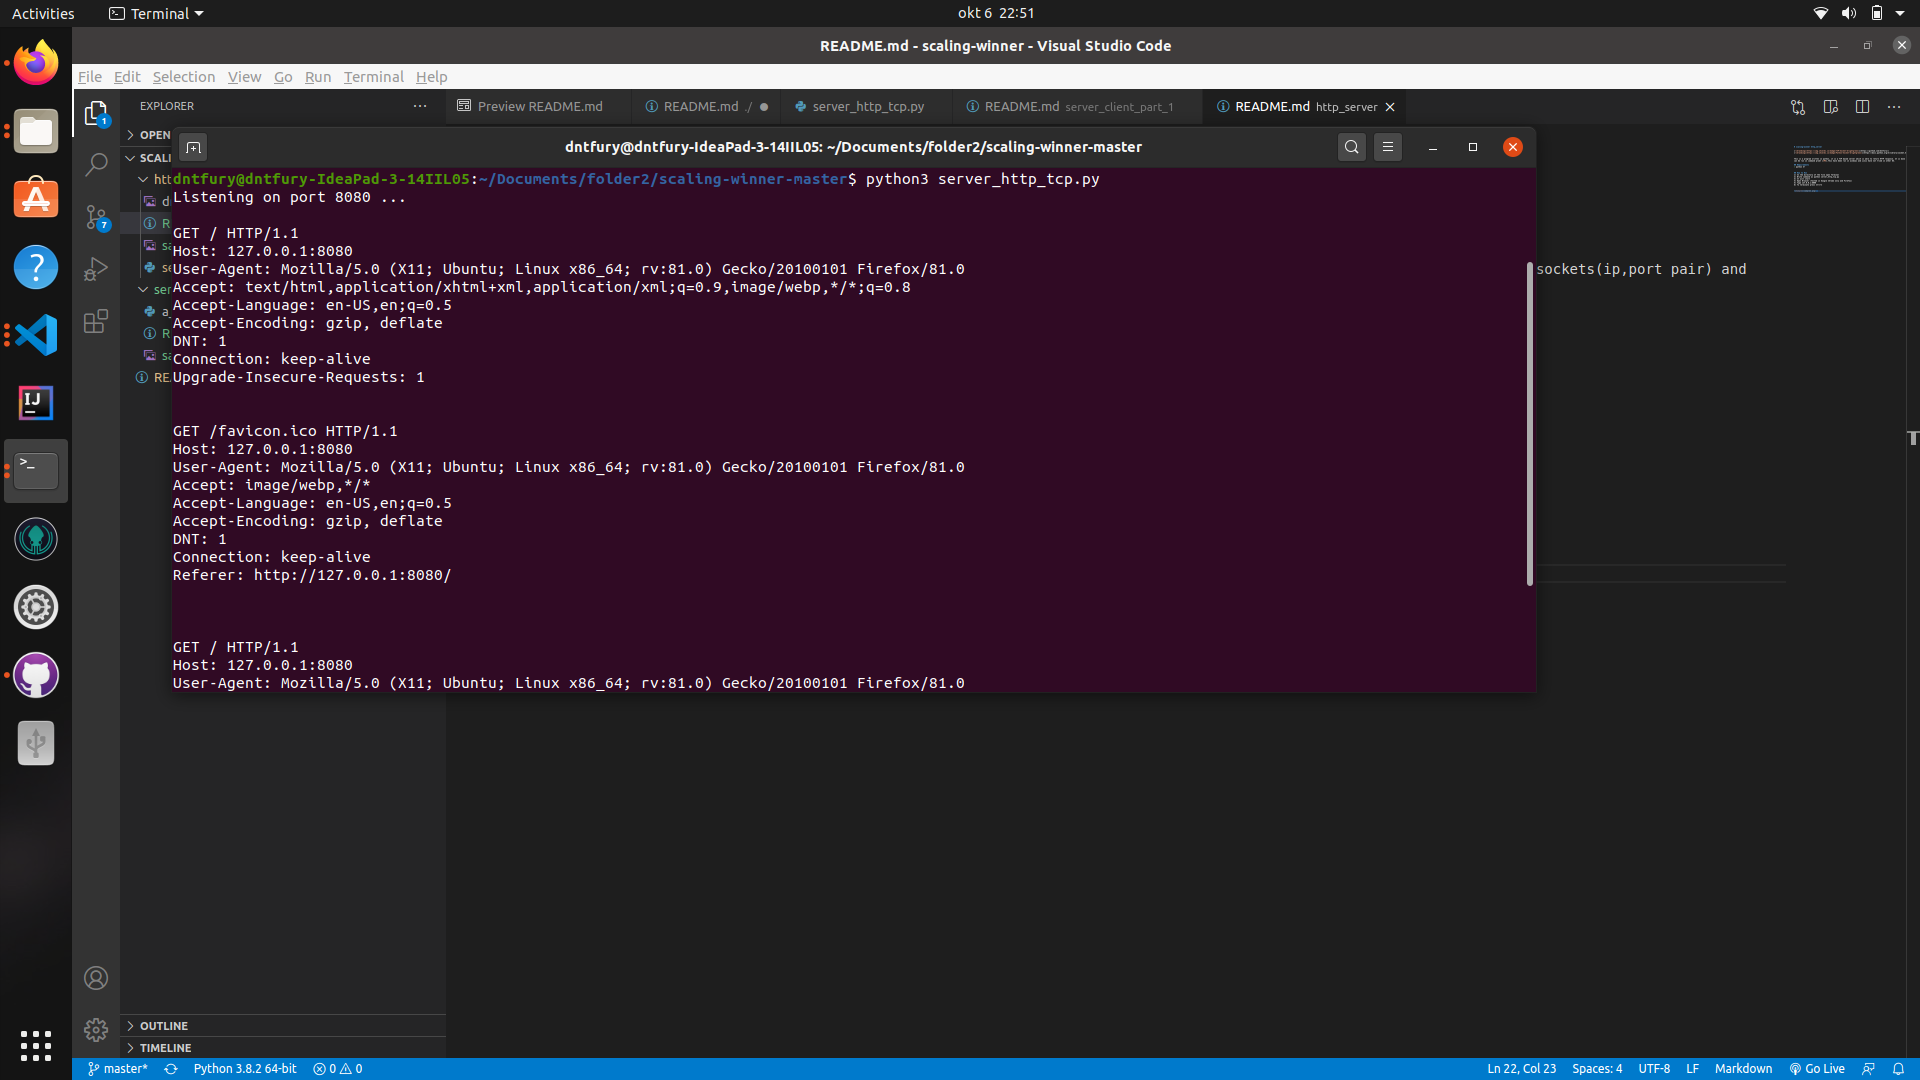 Activities
Terminal
okt 6 22:51
README.md - scaling-winner - Visual Studio Code
File Edit Selection View Go Run Terminal Help
EXPLORER
Preview README.md
README.md ./
server_http_tcp.py
README.md server_client_part_1
README.md http_server
OPEN
SCALI
htt
dntfury@dntfury-IdeaPad-3-14IIL05: ~/Documents/folder2/scaling-winner-master
dntfury@dntfury-IdeaPad-3-14IIL05:~/Documents/folder2/scaling-winner-master$ python3 server_http_tcp.py
Listening on port 8080 ...
GET / HTTP/1.1
Host: 127.0.0.1:8080
User-Agent: Mozilla/5.0 (X11; Ubuntu; Linux x86_64; rv:81.0) Gecko/20100101 Firefox/81.0
sockets(ip,port pair) and
Accept: text/html,application/xhtml+xml,application/xml;q=0.9,image/webp,*/*;q=0.8
Accept-Language: en-US,en;q=0.5
Accept-Encoding: gzip, deflate
DNT: 1
Connection: keep-alive
Upgrade-Insecure-Requests: 1
GET /favicon.ico HTTP/1.1
Host: 127.0.0.1:8080
User-Agent: Mozilla/5.0 (X11; Ubuntu; Linux x86_64; rv:81.0) Gecko/20100101 Firefox/81.0
Accept: image/webp,*/*
Accept-Language: en-US,en;q=0.5
Accept-Encoding: gzip, deflate
DNT: 1
Connection: keep-alive
Referer: http://127.0.0.1:8080/
GET / HTTP/1.1
Host: 127.0.0.1:8080
User-Agent: Mozilla/5.0 (X11; Ubuntu; Linux x86_64; rv:81.0) Gecko/20100101 Firefox/81.0
OUTLINE
TIMELINE
master* Python 3.8.2 64-bit 0 0 Ln 22, Col 23 Spaces: 4 UTF-8 LF Markdown Go Live